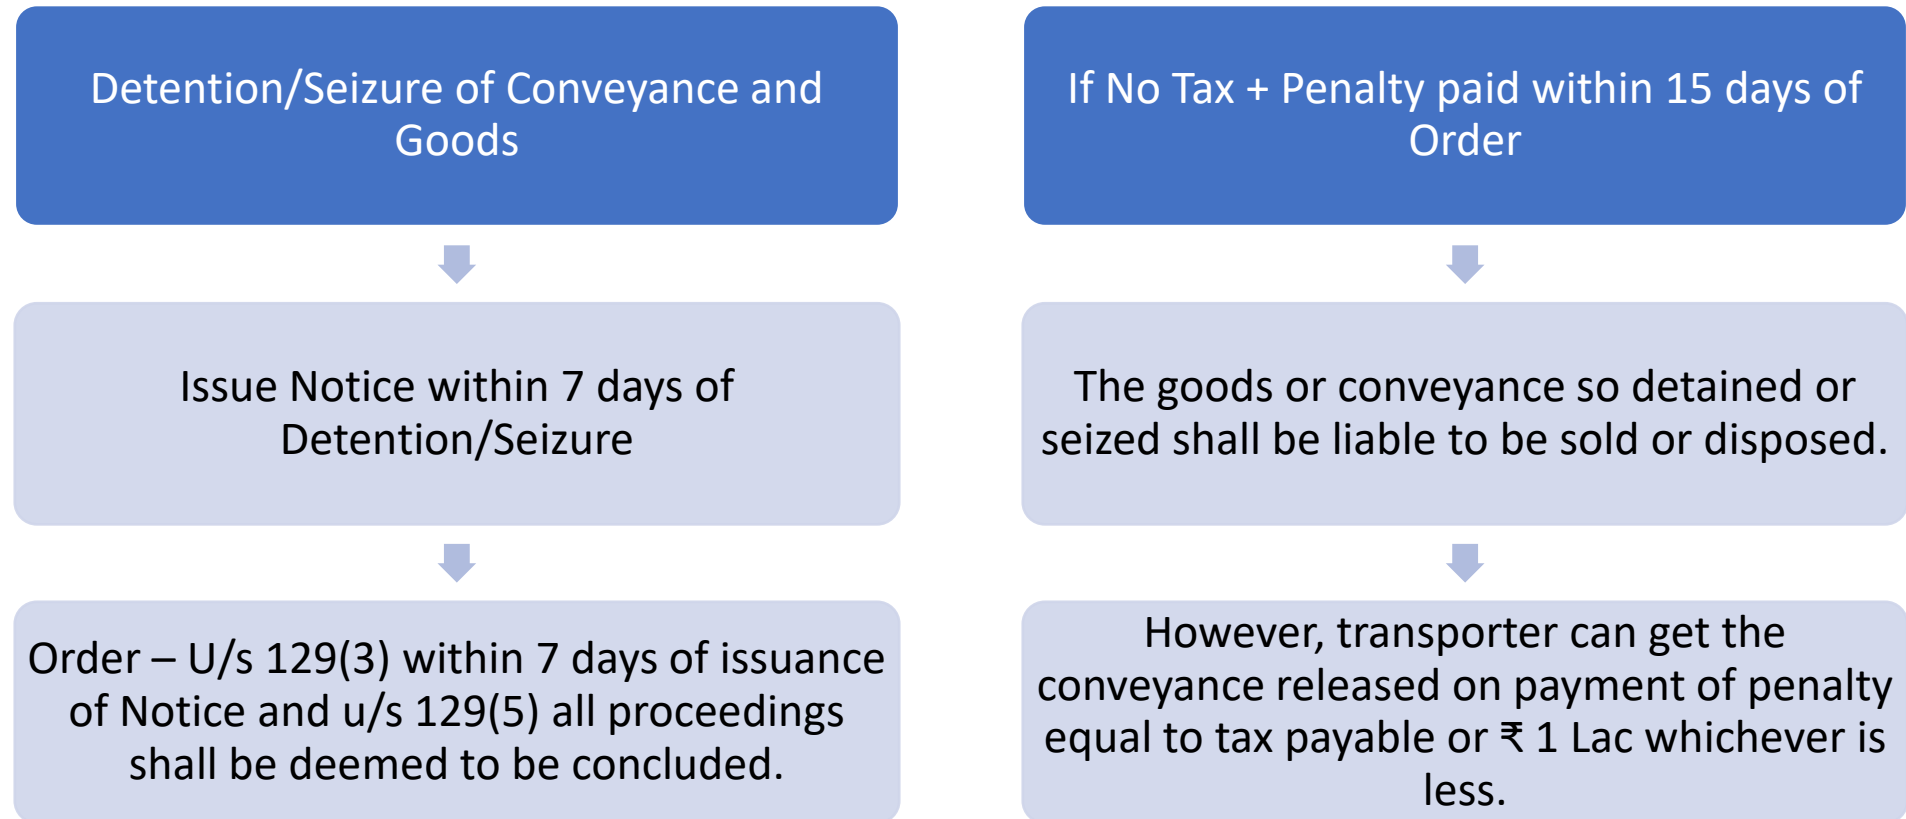 Detention/Seizure of Conveyance and
Goods
Issue Notice within 7 days of
Detention/Seizure
Order – U/s 129(3) within 7 days of issuance
of Notice and u/s 129(5) all proceedings
shall be deemed to be concluded.
If No Tax + Penalty paid within 15 days of
Order
The goods or conveyance so detained or
seized shall be liable to be sold or disposed.
However, transporter can get the
conveyance released on payment of penalty
equal to tax payable or ₹ 1 Lac whichever is
less.